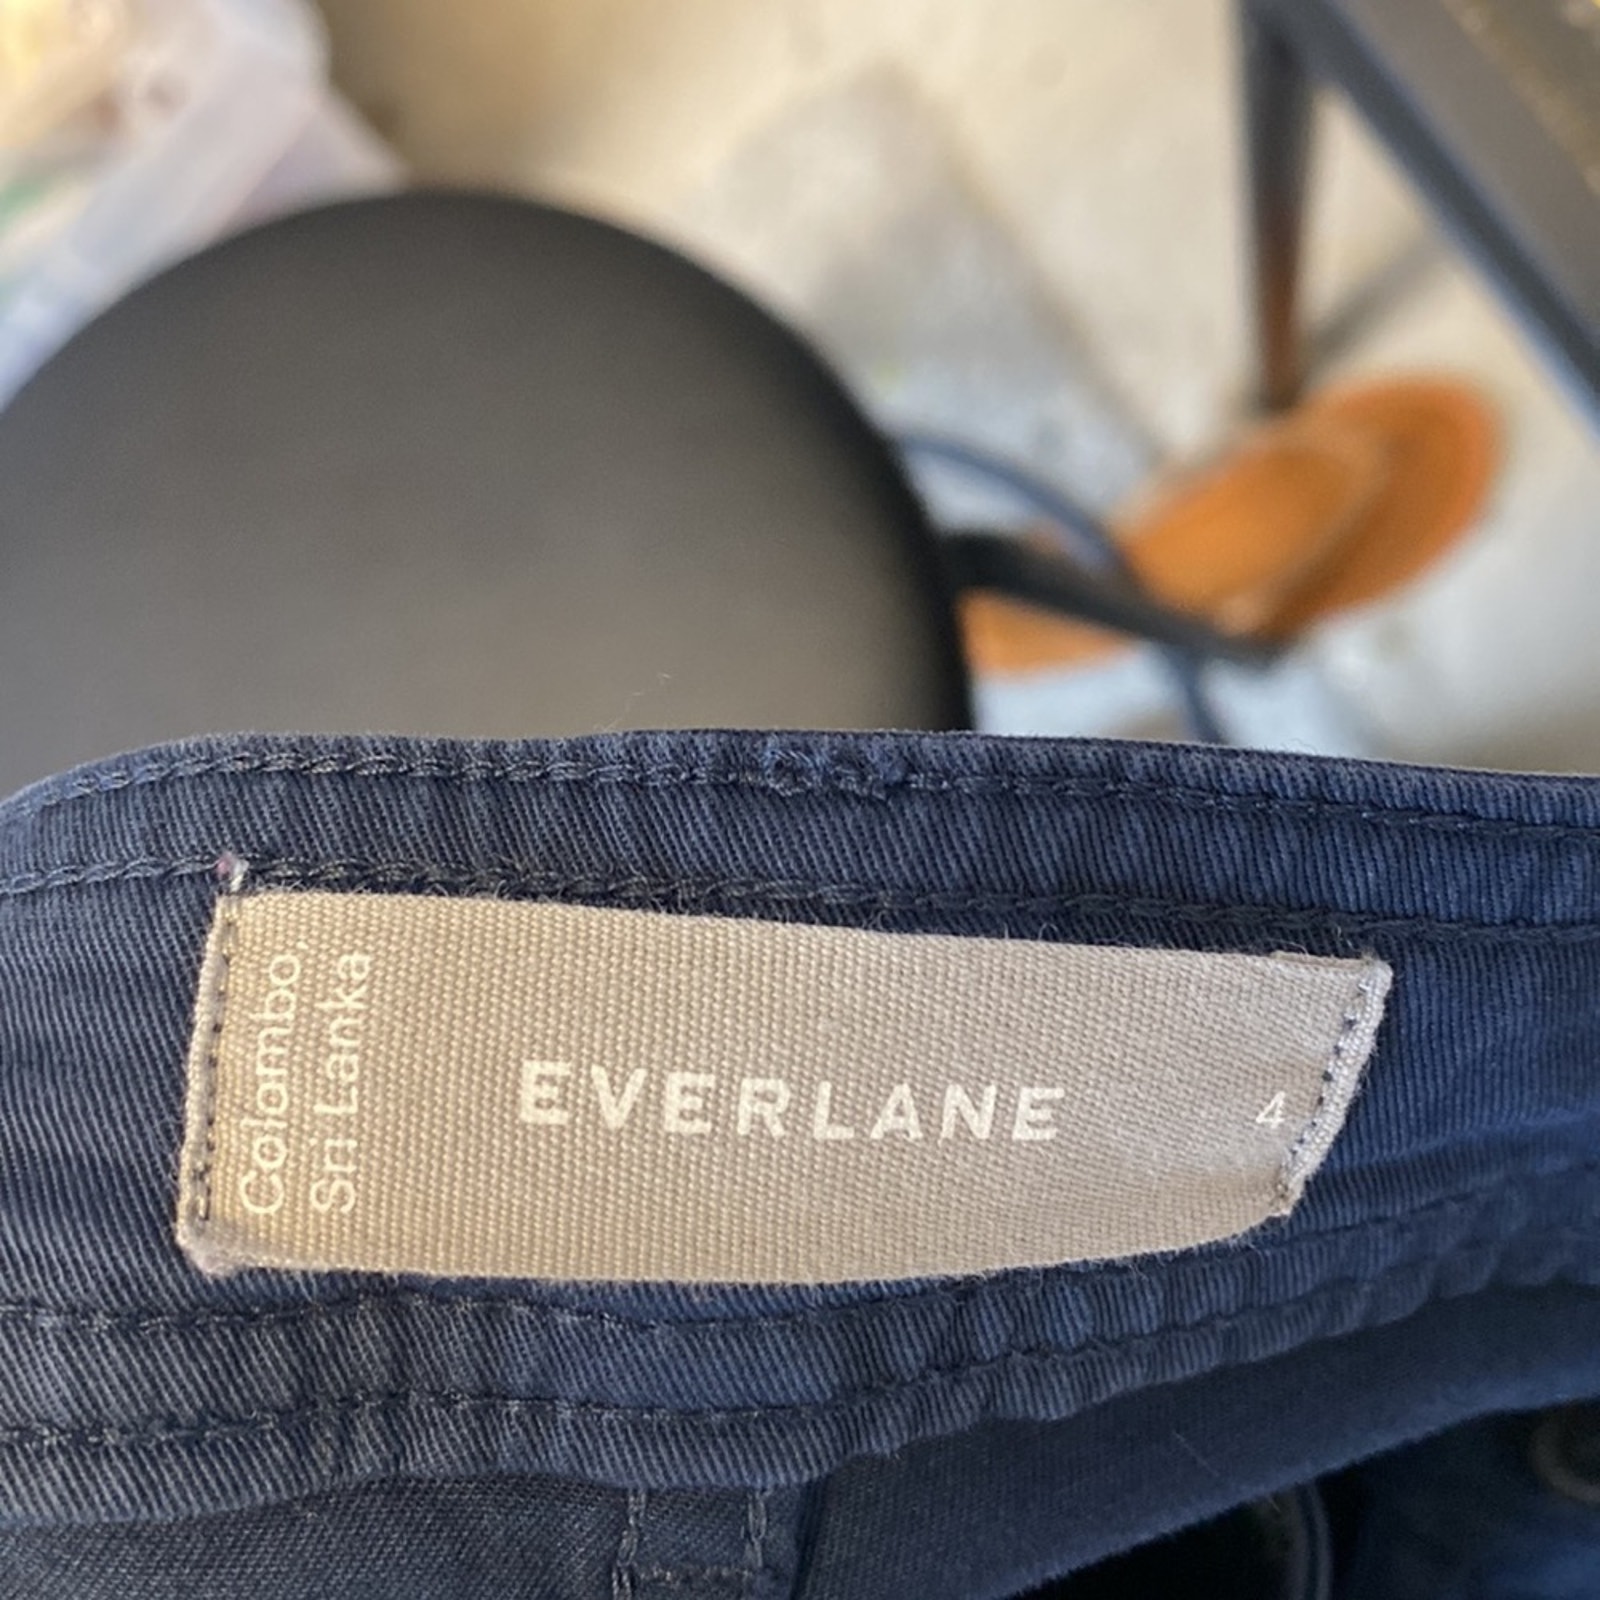 Colombo,
Sri Lanka
EVERLANE
4